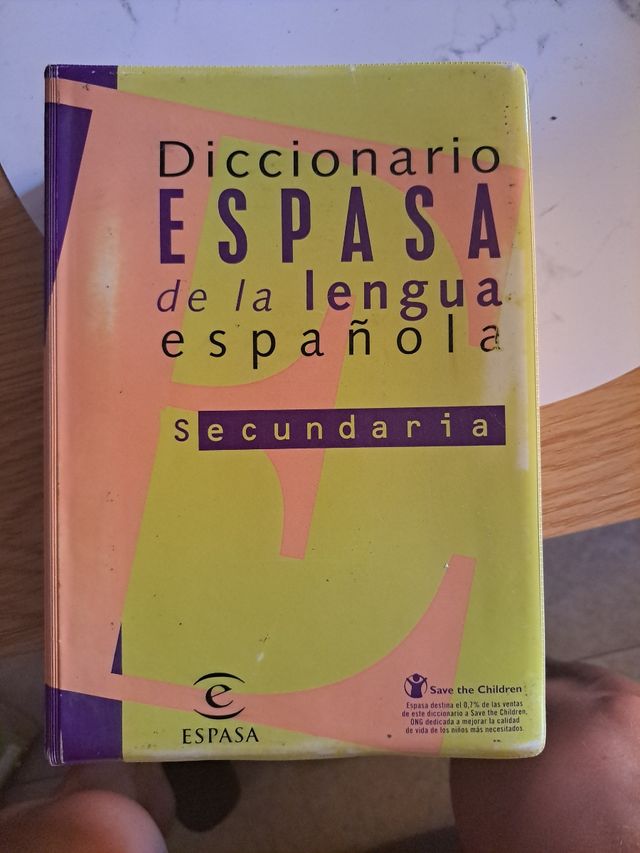 Diccionario
ESPASA
de la lengua
española
Secundaria
ESPASA
Save the Children
Espasa destina el 0,7% de las ventas
de este diccionario a Save the Children,
ONG dedicada a mejorar la calidad
de vida de los niños más necesitados.